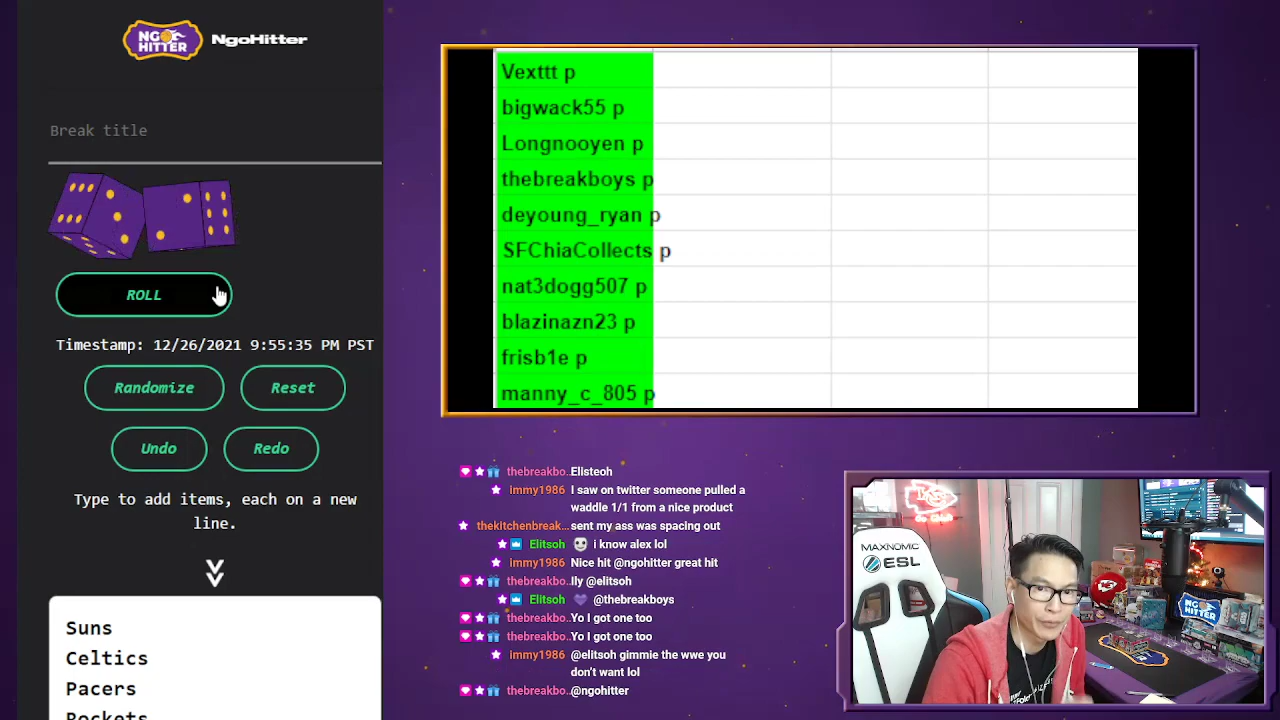 NGO
HITTER
NgoHitter
Break title
ROLL
Timestamp: 12/26/2021 9:55:35 PM PST
Randomize
Reset
Undo
Redo
Type to add items, each on a new
line.
Suns
Celtics
Pacers
Rockets
Vexttt p
bigwack55 p
Longnooyen p
thebreakboys p
deyoung_ryan p
SFChiaCollects p
nat3dogg507 p
blazinazn23 p
frisb1e p
manny_c_805 p
thebreakbo.. Elisteoh
immy1986 I saw on twitter someone pulled a
waddle 1/1 from a nice product
thekitchenbreak... sent my ass was spacing out
Elitsoh i know alex lol
immy1986 Nice hit @ngohitter great hit
thebreakbo.. Ily @elitsoh
Elitsoh @thebreakboys
thebreakbo.. Yo I got one too
thebreakbo.. Yo I got one too
immy1986 @elitsoh gimmie the wwe you
don't want lol
thebreakbo.. @ngohitter
MAXNOMIC
ESL
NGO
HITTER